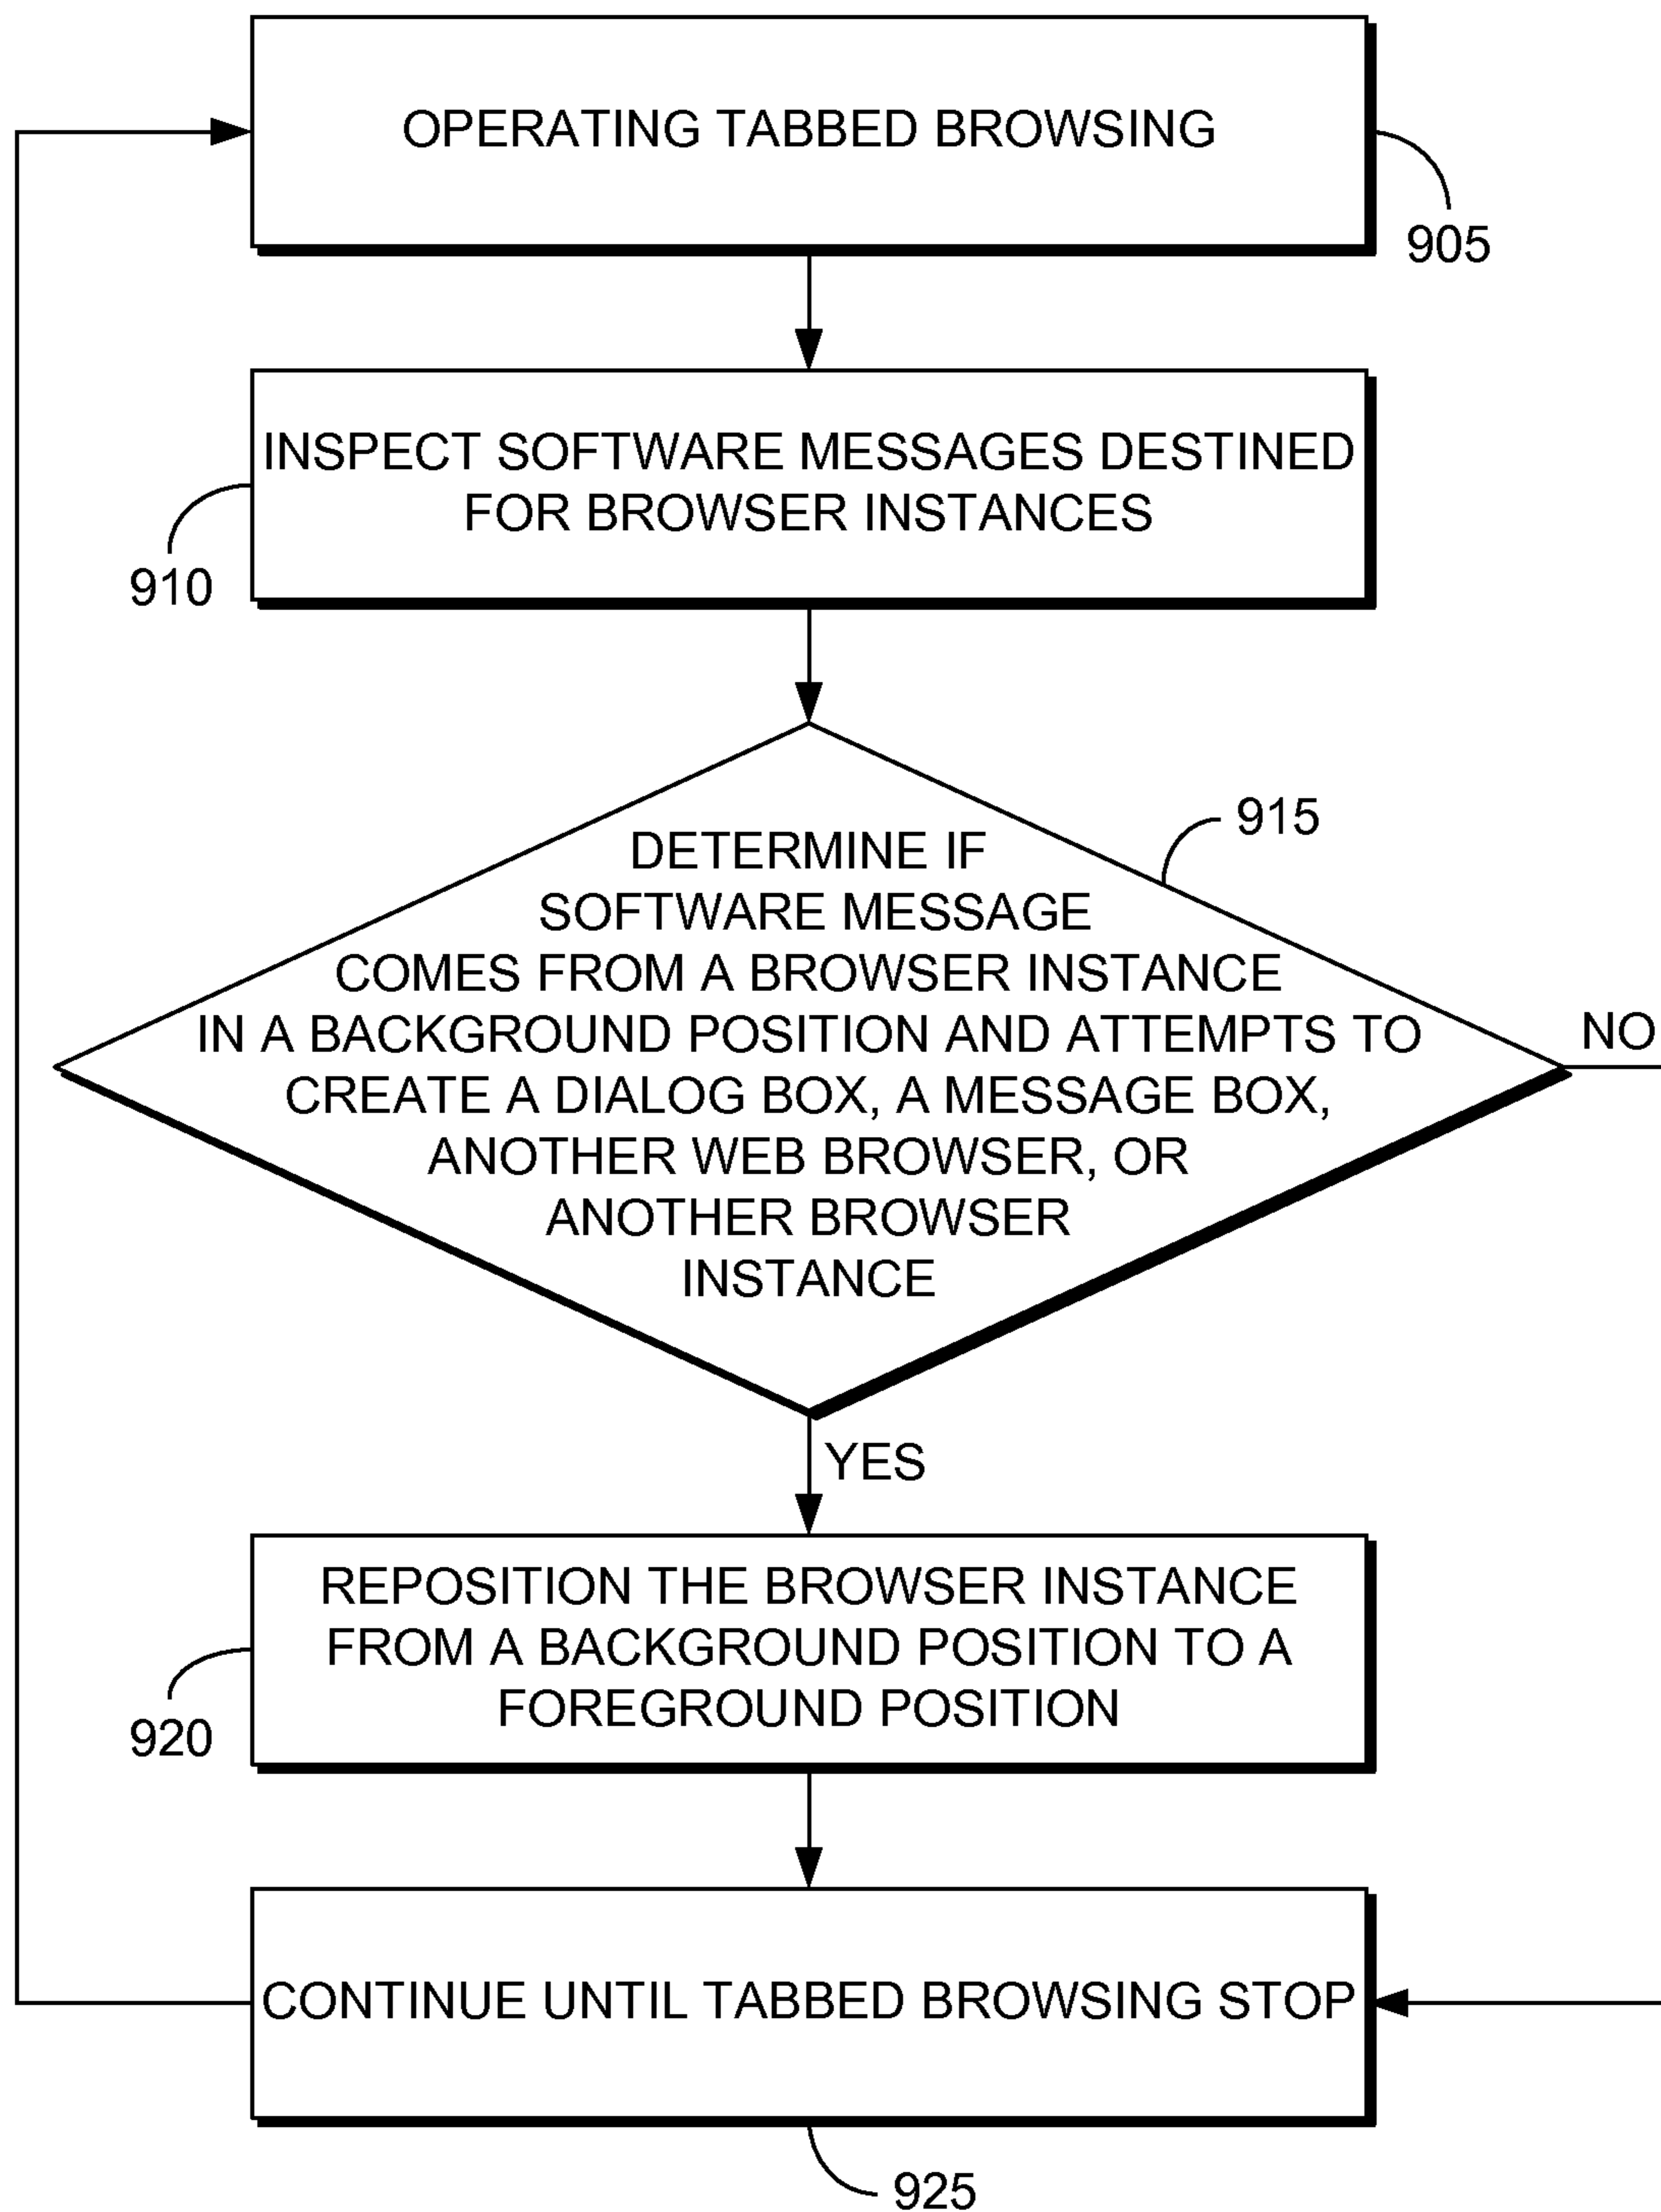 OPERATING TABBED BROWSING
905
INSPECT SOFTWARE MESSAGES DESTINED
FOR BROWSER INSTANCES
910
915
DETERMINE IF
SOFTWARE MESSAGE
COMES FROM A BROWSER INSTANCE
IN A BACKGROUND POSITION AND ATTEMPTS TO
CREATE A DIALOG BOX, A MESSAGE BOX,
ANOTHER WEB BROWSER, OR
ANOTHER BROWSER
INSTANCE
NO
YES
REPOSITION THE BROWSER INSTANCE
FROM A BACKGROUND POSITION TO A
FOREGROUND POSITION
920
CONTINUE UNTIL TABBED BROWSING STOP
925